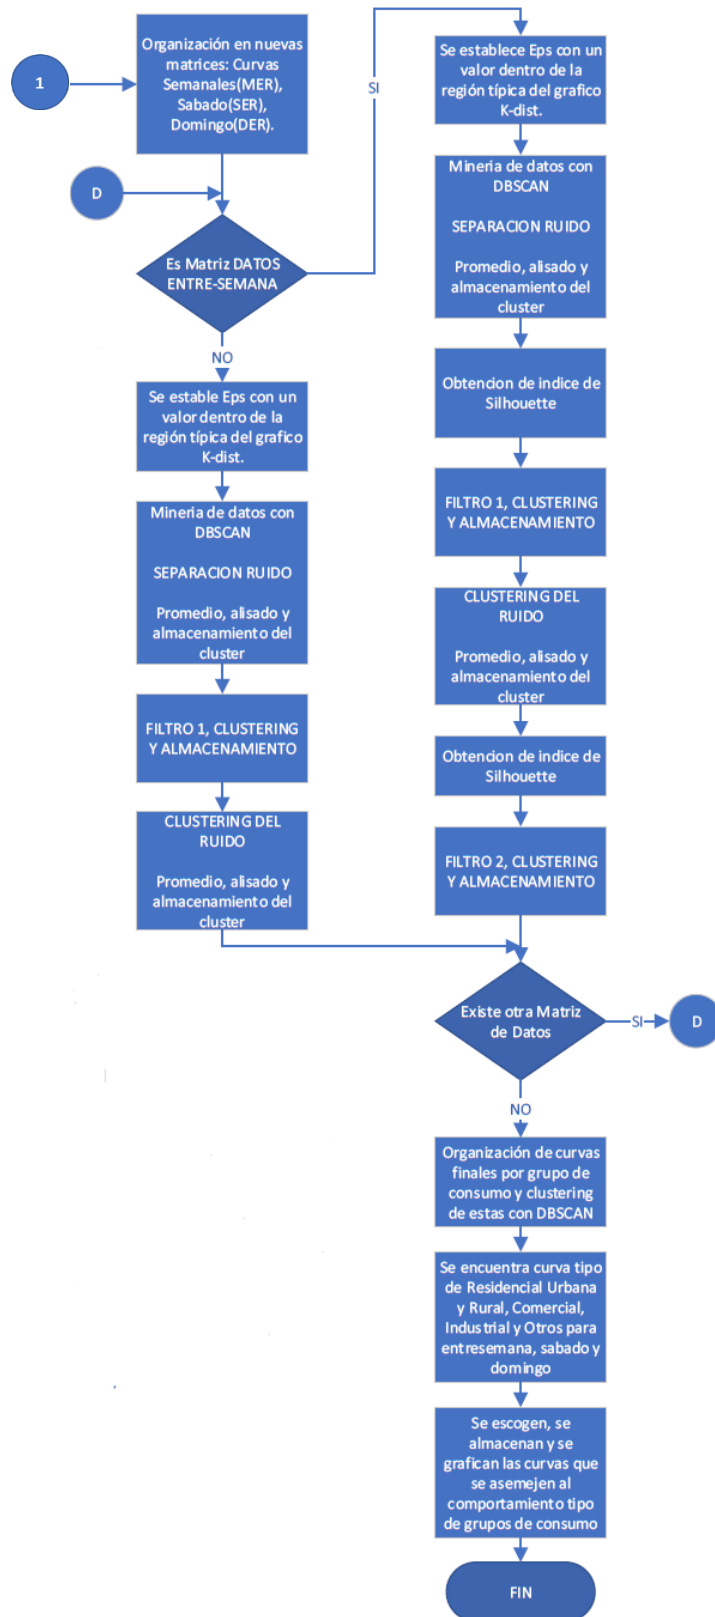 1
Organización en nuevas
matrices: Curvas
Semanales(MER),
Sabado(SER),
Domingo(DER).
D
Es Matriz DATOS
ENTRE-SEMANA
NO
Se estable Eps con un
valor dentro de la
región típica del grafico
K-dist.
Mineria de datos con
DBSCAN
SEPARACION RUIDO
Promedio, alisado y
almacenamiento del
cluster
FILTRO 1, CLUSTERING
Y ALMACENAMIENTO
CLUSTERING DEL
RUIDO
Promedio, alisado y
almacenamiento del
cluster
SI
Se establece Eps con un
valor dentro de la
región típica del grafico
K-dist.
Mineria de datos con
DBSCAN
SEPARACION RUIDO
Promedio, alisado y
almacenamiento del
cluster
Obtencion de indice de
Silhouette
FILTRO 1, CLUSTERING
Y ALMACENAMIENTO
CLUSTERING DEL
RUIDO
Promedio, alisado y
almacenamiento del
cluster
Obtencion de indice de
Silhouette
FILTRO 2, CLUSTERING
Y ALMACENAMIENTO
Existe otra Matriz
de Datos
SI
D
NO
Organización de curvas
finales por grupo de
consumo y clustering
de estas con DBSCAN
Se encuentra curva tipo
de Residencial Urbana
y Rural, Comercial,
Industrial y Otros para
entresemana, sabado y
domingo
Se escogen, se
almacenan y se
grafican las curvas que
se asemejen al
comportamiento tipo
de grupos de consumo
FIN